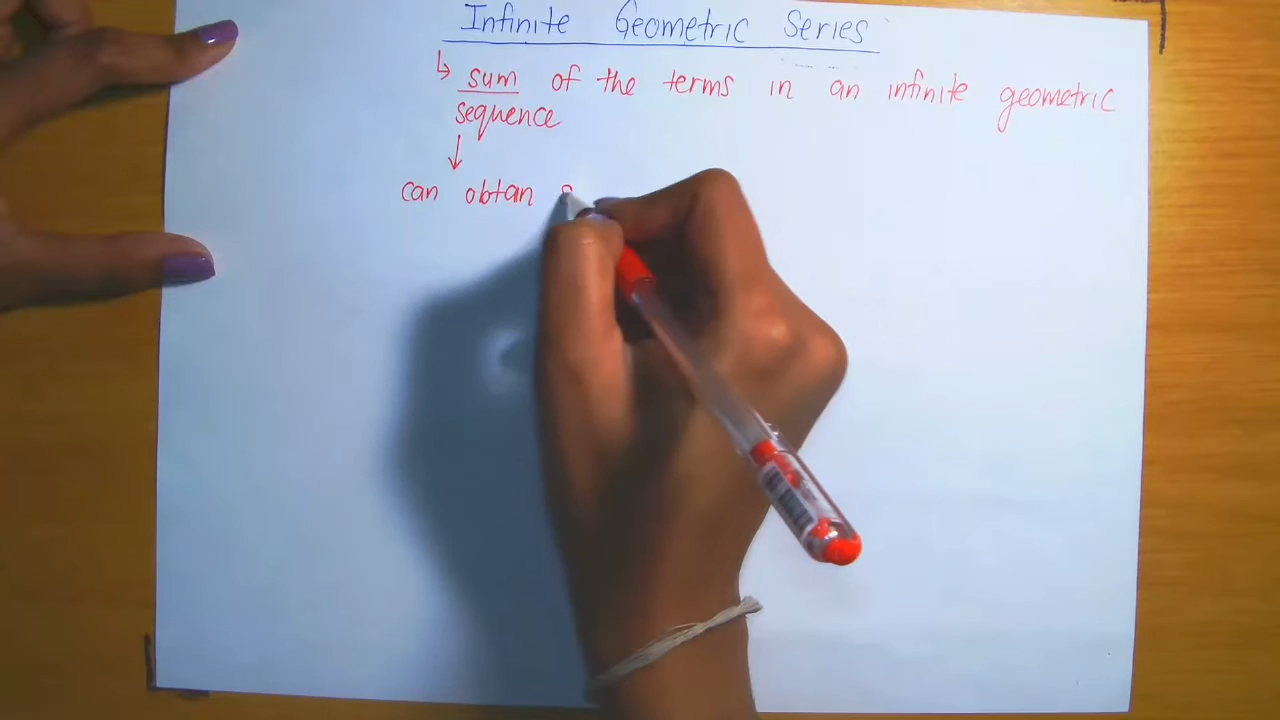 Infinite Geometric Series
↳ sum of the terms in an infinite geometric
sequence
↓
can obtan